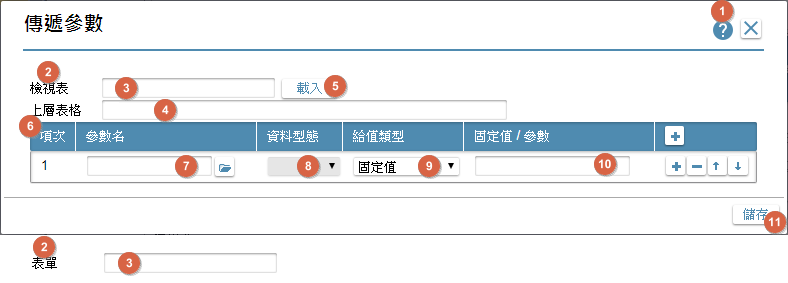 1
傳遞參數 ?
2
檢視表 3 載入 5
上層表格 4
6
項次 參數名 資料型態 給值類型 固定值 / 參數
1 7 8 固定值 9 10
儲存 11
2
表單 3